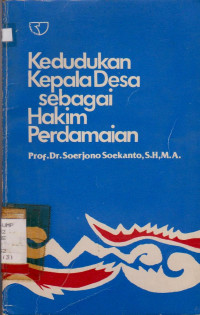 Kedudukan
Kepala Desa
sebagai
Hakim
Perdamaian
Prof.Dr.Soerjono Soekanto, S.H,M.A.